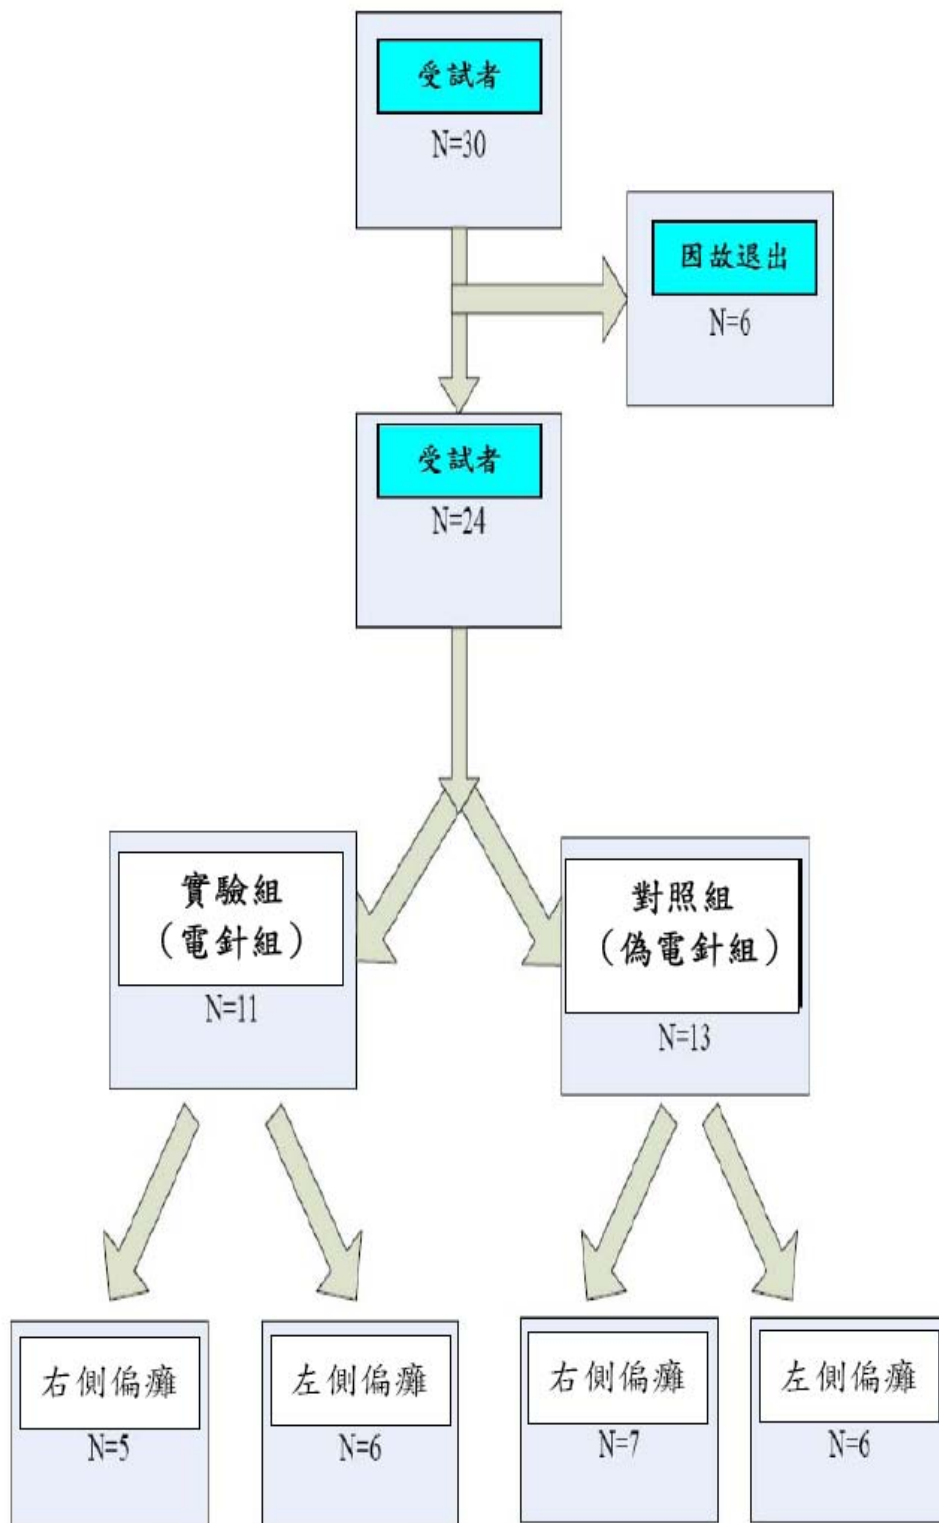 受試者
N=30
因故退出
N=6
受試者
N=24
實驗組
（電針組）
N=11
對照組
（偽電針組）
N=13
右側偏癱
N=5
左側偏癱
N=6
右側偏癱
N=7
左側偏癱
N=6